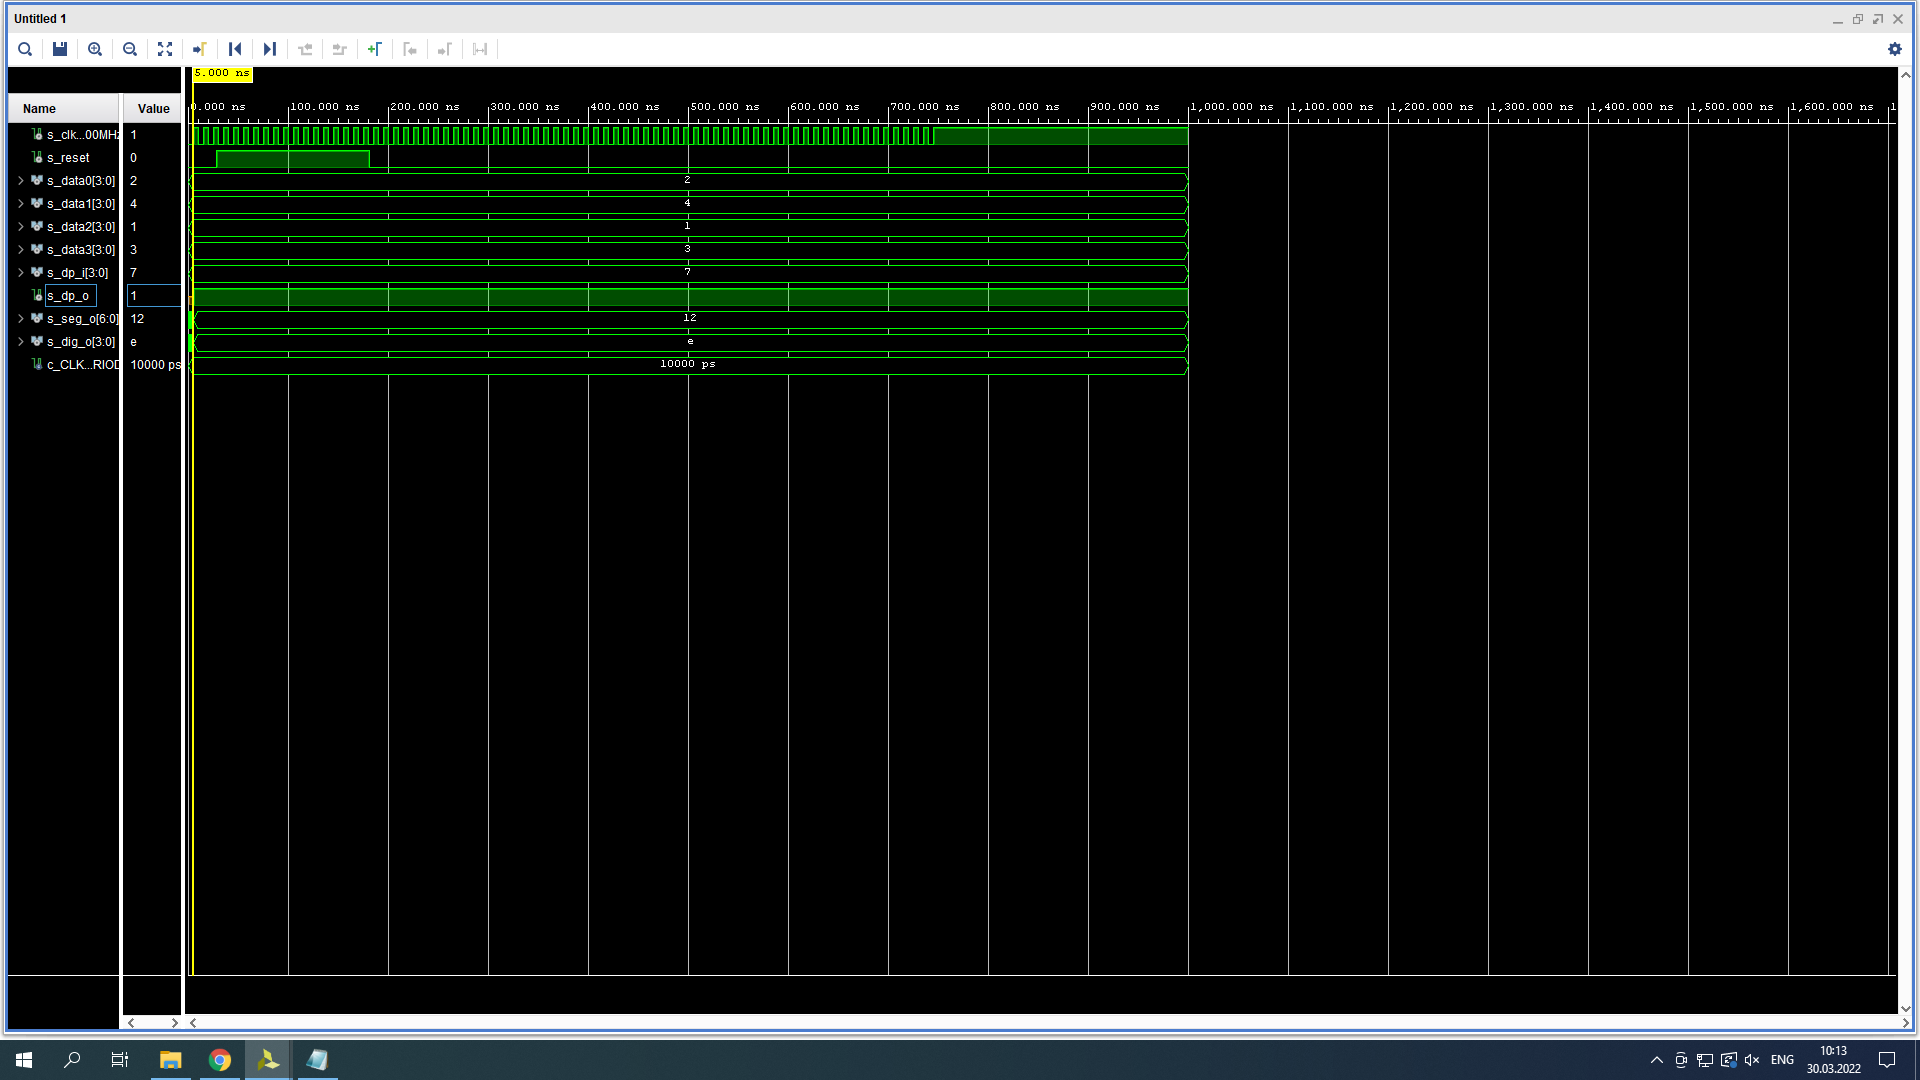 Untitled 1
5.000 ns
Name Value
0.000 ns 100.000 ns 200.000 ns 300.000 ns 400.000 ns 500.000 ns 600.000 ns 700.000 ns 800.000 ns 900.000 ns 1,000.000 ns 1,100.000 ns 1,200.000 ns 1,300.000 ns 1,400.000 ns 1,500.000 ns 1,600.000 ns 1
s_clk...00MHz 1
s_reset 0
s_data0[3:0] 2 2
s_data1[3:0] 4 4
s_data2[3:0] 1 1
s_data3[3:0] 3 3
s_dp_i[3:0] 7 7
s_dp_o 1
s_seg_o[6:0] 12 12
s_dig_o[3:0] e e
c_CLK...RIOD 10000 ps 10000 ps
ENG
10:13
30.03.2022